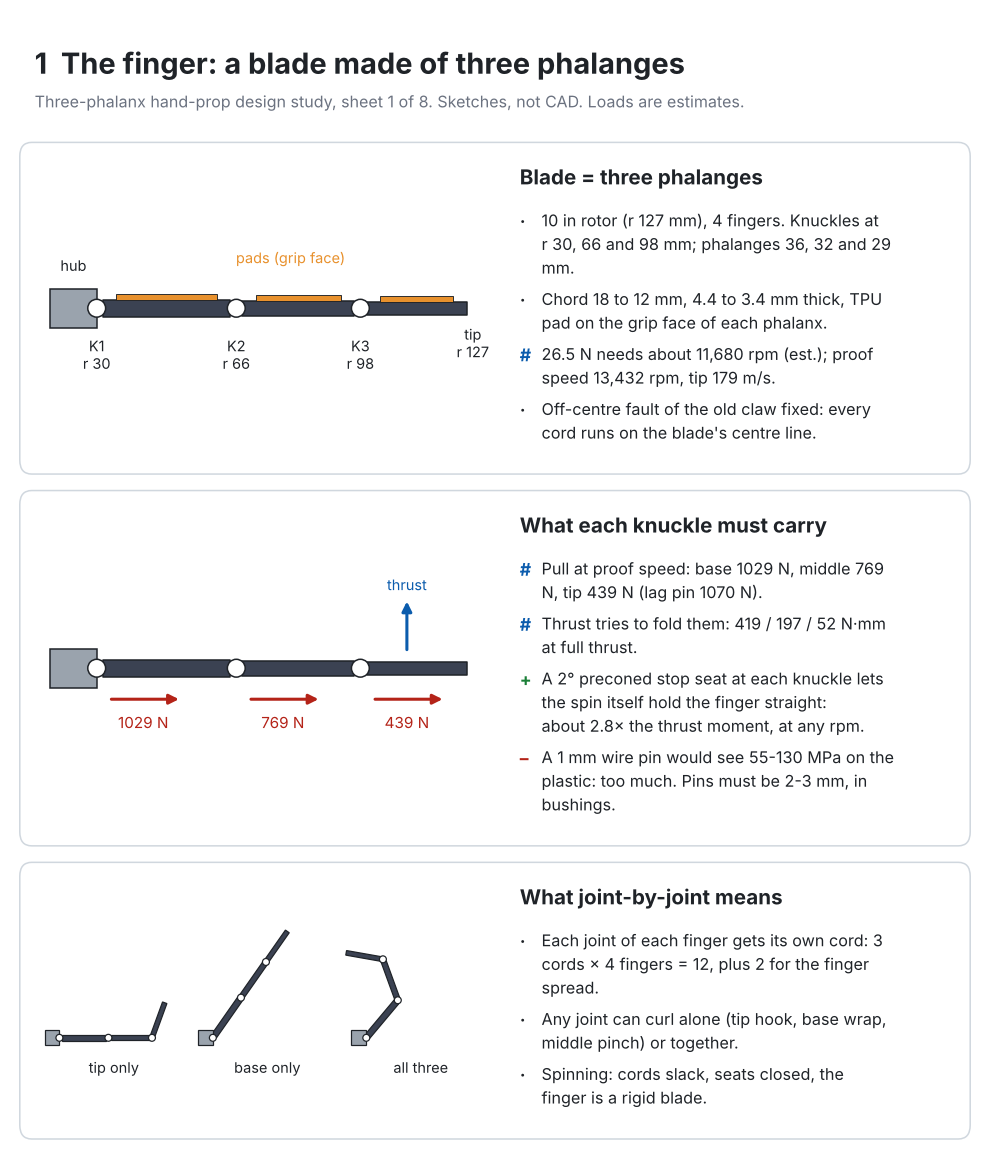 1 The finger: a blade made of three phalanges
Three-phalanx hand-prop design study, sheet 1 of 8. Sketches, not CAD. Loads are estimates.
hub
pads (grip face)
K1
r 30
K2
r 66
K3
r 98
tip
r 127
Blade = three phalanges
· 10 in rotor (r 127 mm), 4 fingers. Knuckles at
r 30, 66 and 98 mm; phalanges 36, 32 and 29
mm.
· Chord 18 to 12 mm, 4.4 to 3.4 mm thick, TPU
pad on the grip face of each phalanx.
# 26.5 N needs about 11,680 rpm (est.); proof
speed 13,432 rpm, tip 179 m/s.
· Off-centre fault of the old claw fixed: every
cord runs on the blade's centre line.
thrust
1029 N
769 N
439 N
What each knuckle must carry
# Pull at proof speed: base 1029 N, middle 769
N, tip 439 N (lag pin 1070 N).
# Thrust tries to fold them: 419 / 197 / 52 N·mm
at full thrust.
+ A 2° preconed stop seat at each knuckle lets
the spin itself hold the finger straight:
about 2.8× the thrust moment, at any rpm.
− A 1 mm wire pin would see 55-130 MPa on the
plastic: too much. Pins must be 2-3 mm, in
bushings.
tip only
base only
all three
What joint-by-joint means
· Each joint of each finger gets its own cord: 3
cords × 4 fingers = 12, plus 2 for the finger
spread.
· Any joint can curl alone (tip hook, base wrap,
middle pinch) or together.
· Spinning: cords slack, seats closed, the
finger is a rigid blade.